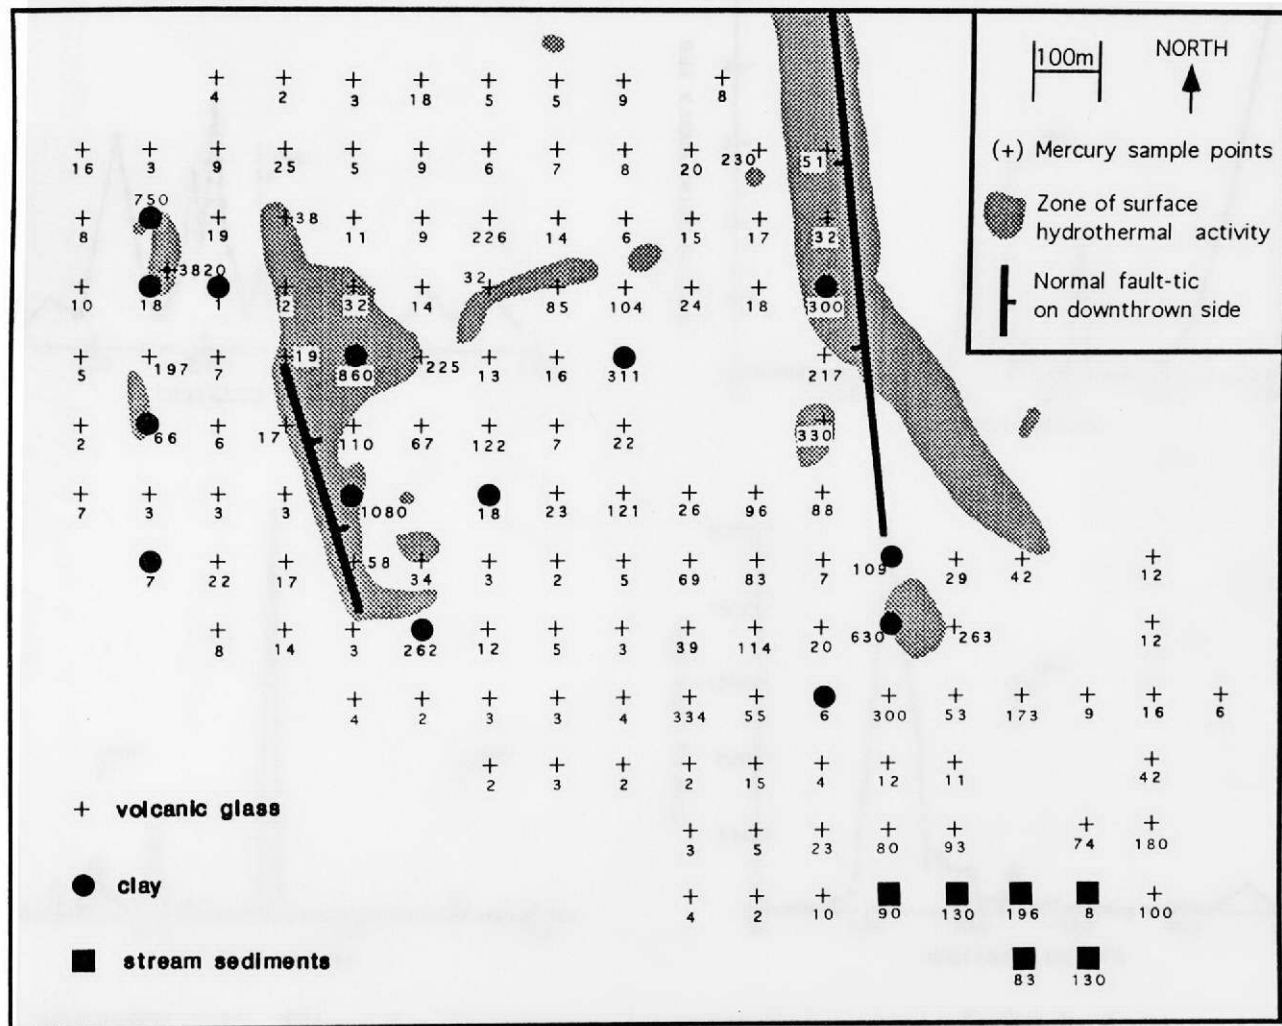 100m
NORTH
(+) Mercury sample points
Zone of surface
hydrothermal activity
Normal fault-tic
on downthrown side
4 2 3 18 5 5 9 8
16 3 9 25 5 9 6 7 8 20 230 51
750 38
8 19 11 9 226 14 6 15 17 32
3820 32
10 18 1 2 32 14 85 104 24 18 300
5 197 7 19 860 225 13 16 311 217
2 66 6 17 110 67 122 7 22 330
7 3 3 3 1080 18 23 121 26 96 88
7 22 17 58 34 3 2 5 69 83 7 109 29 42 12
8 14 3 262 12 5 3 39 114 20 630 263 12
4 2 3 3 4 334 55 6 300 53 173 9 16 6
2 3 2 2 15 4 12 11 42
+ volcanic glass
3 5 23 80 93 74 180
clay
4 2 10 90 130 196 8 100
stream sediments
83 130